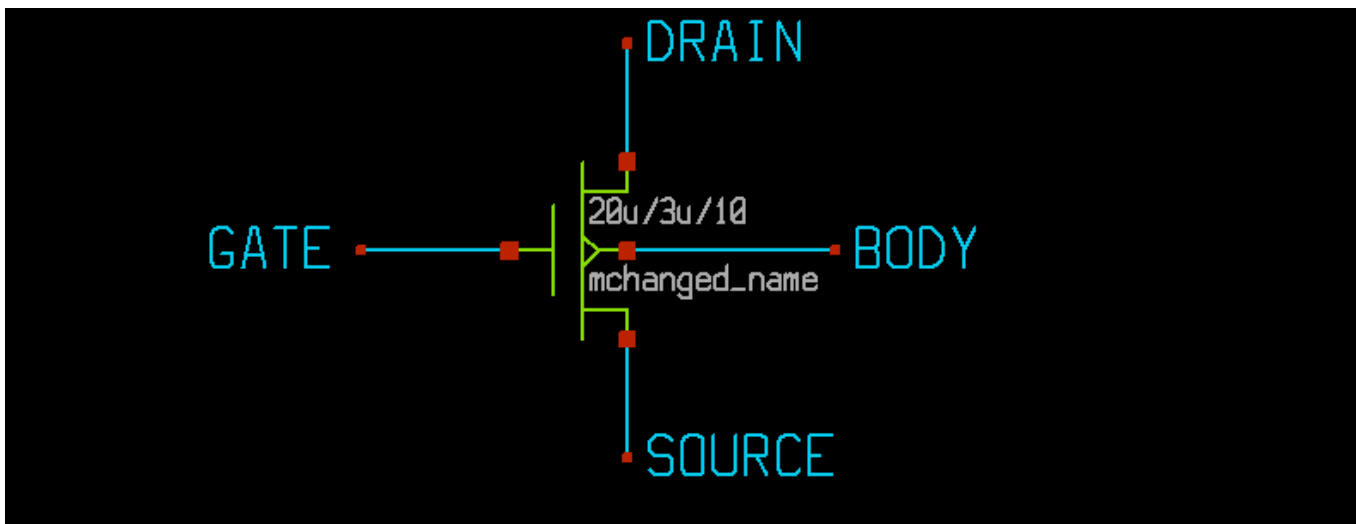 DRAIN
20u/3u/10
GATE
BODY
mchanged_name
SOURCE